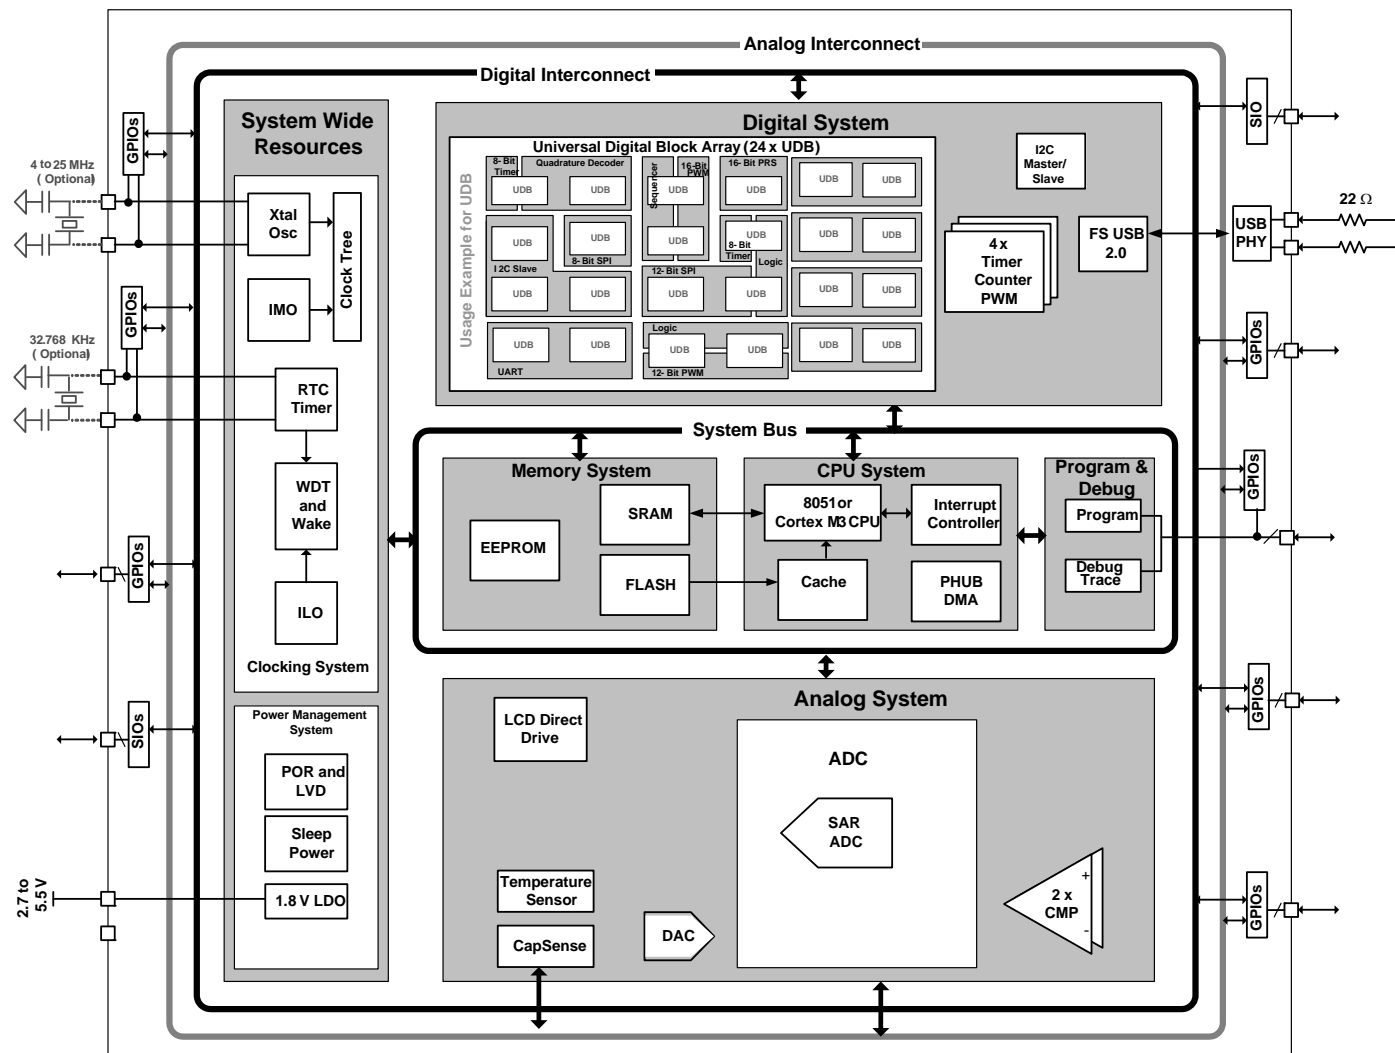 Analog Interconnect
Digital Interconnect
System Wide
Resources
GPIOs
4 to 25 MHz
( Optional)
Xtal
Osc
Clock Tree
IMO
GPIOs
32.768 KHz
( Optional)
RTC
Timer
WDT
and
Wake
ILO
Clocking System
GPIOs
SIOs
Power Management
System
POR and
LVD
Sleep
Power
1.8 V LDO
2.7 to
5.5 V
Digital System
Universal Digital Block Array (24 x UDB)
Usage Example for UDB
8- Bit
Timer
Quadrature Decoder
Sequencer
16-Bit
PWM
16- Bit PRS
UDB
UDB
UDB
UDB
UDB
UDB
UDB
8- Bit SPI
8- Bit
Timer
Logic
UDB
UDB
UDB
UDB
UDB
I 2C Slave
12- Bit SPI
UDB
UDB
UDB
UDB
UDB
UDB
Logic
UDB
UDB
UDB
UDB
UDB
UDB
UART
12- Bit PWM
I2C
Master/
Slave
4 x
Timer
Counter
PWM
FS USB
2.0
System Bus
Memory System
EEPROM
SRAM
FLASH
CPU System
8051 or
Cortex M3 CPU
Interrupt
Controller
Cache
PHUB
DMA
Program &
Debug
Program
Debug
Trace
Analog System
LCD Direct
Drive
ADC
SAR
ADC
Temperature
Sensor
CapSense
DAC
2 x
CMP
+
-
SIO
22 Ω
USB
PHY
GPIOs
GPIOs
GPIOs
GPIOs